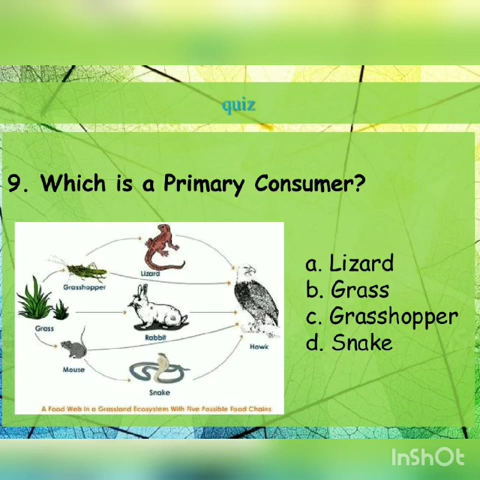 quiz
9. Which is a Primary Consumer?
Lizard
Grasshopper
Grass
Rabbit
Hawk
Mouse
Snake
A Food Web in a Grassland Ecosystem With Five Possible Food Chains
a. Lizard
b. Grass
c. Grasshopper
d. Snake
InShOt